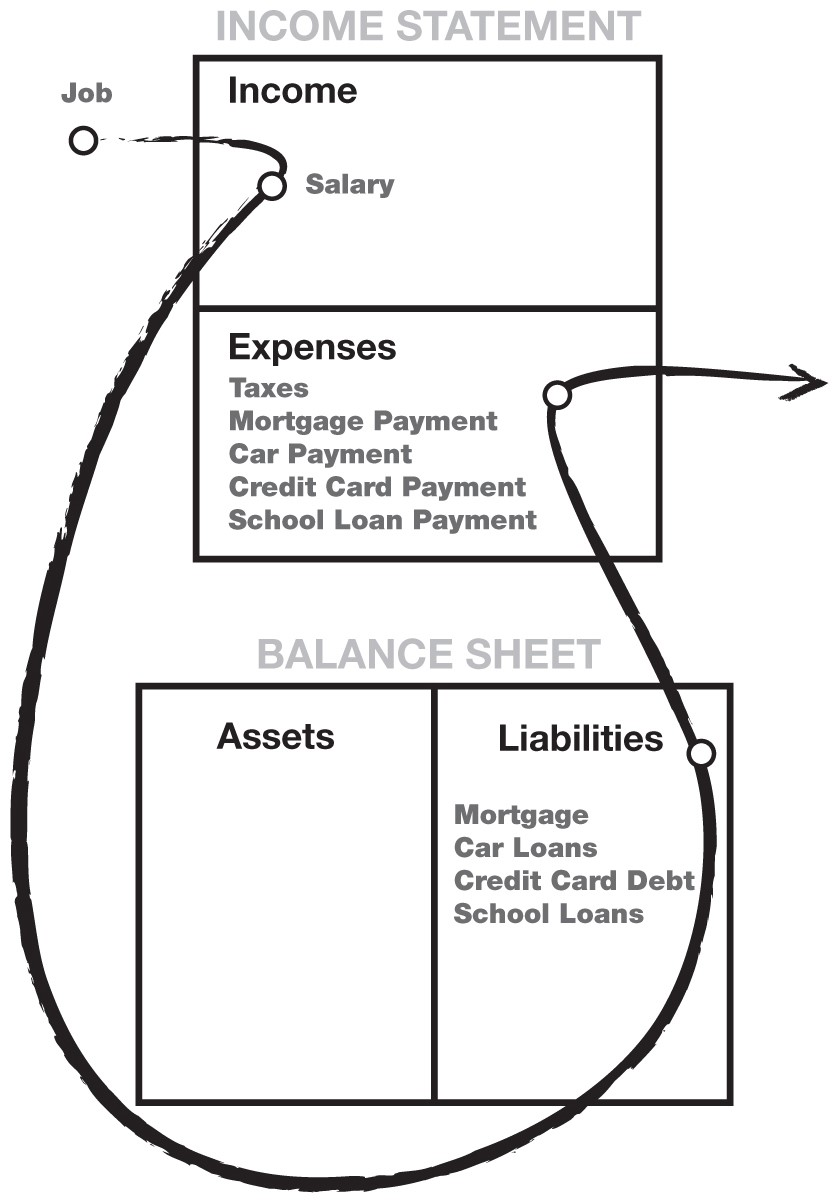 INCOME STATEMENT
Job
Income
Salary
Expenses
Taxes
Mortgage Payment
Car Payment
Credit Card Payment
School Loan Payment
BALANCE SHEET
Assets
Liabilities
Mortgage
Car Loans
Credit Card Debt
School Loans